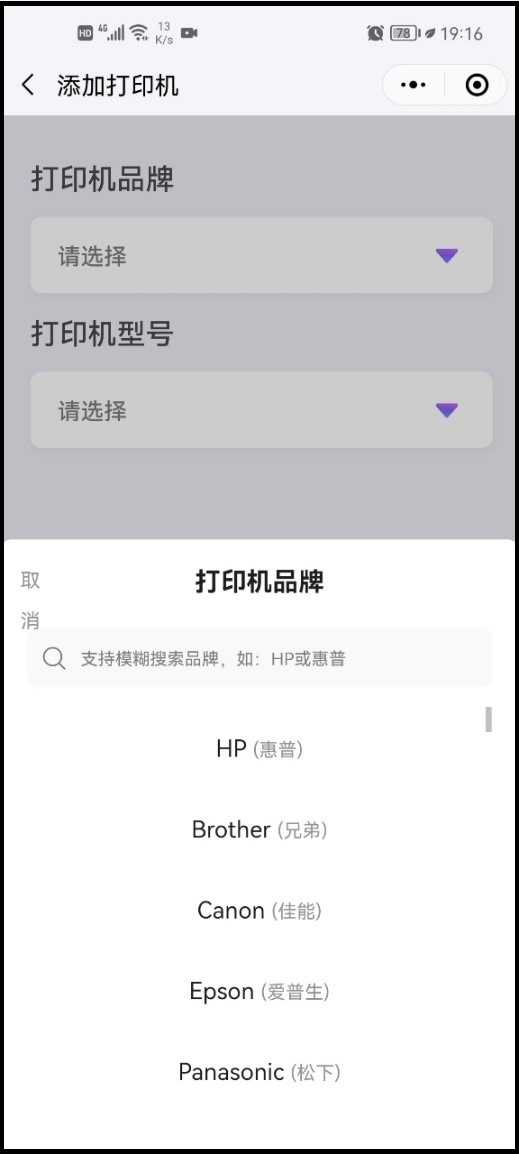 HD 4G 13 K/s 78 19:16
添加打印机
打印机品牌
请选择
打印机型号
请选择
取消
打印机品牌
支持模糊搜索品牌，如：HP或惠普
HP (惠普)
Brother (兄弟)
Canon (佳能)
Epson (爱普生)
Panasonic (松下)